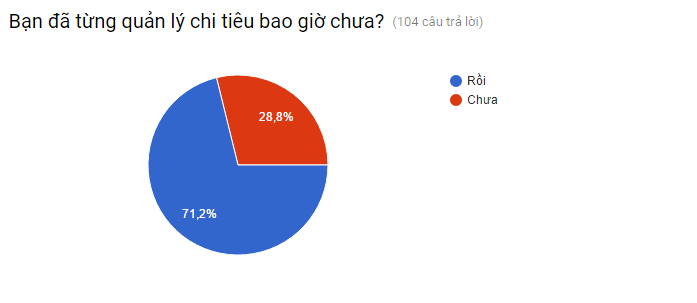 Bạn đã từng quản lý chi tiêu bao giờ chưa? (104 câu trả lời)
Rồi
Chưa
28,8%
71,2%